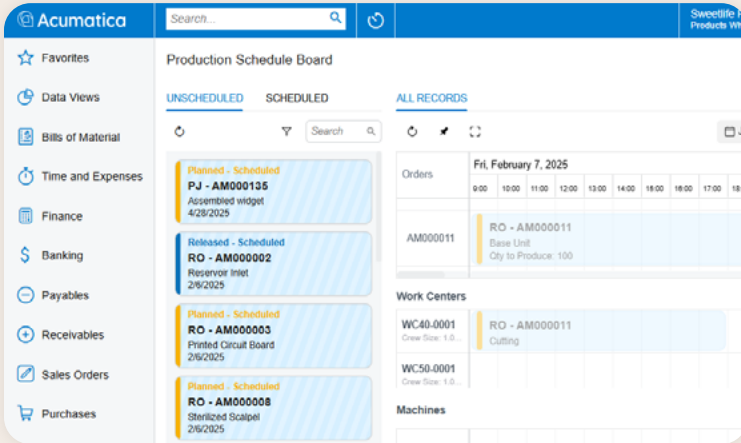 Acumatica
Search...
Sweetlife
Products
Favorites
Data Views
Bills of Material
Time and Expenses
Finance
Banking
Payables
Receivables
Sales Orders
Purchases
Production Schedule Board
UNSCHEDULED SCHEDULED
Search
Planned - Scheduled
PJ - AM000135
Assembled widget
4/28/2025
Released - Scheduled
RO - AM000002
Reservoir Inlet
2/6/2025
Planned - Scheduled
RO - AM000003
Printed Circuit Board
2/6/2025
Planned - Scheduled
RO - AM000008
Sterilized Scalpel
2/6/2025
ALL RECORDS
Orders
Fri, February 7, 2025
9:00 10:00 11:00 12:00 13:00 14:00 15:00 16:00 17:00 18
AM000011
RO - AM000011
Base Unit
Qty to Produce: 100
Work Centers
WC40-0001
Crew Size: 1.0...
RO - AM000011
Cutting
WC50-0001
Crew Size: 1.0...
Machines